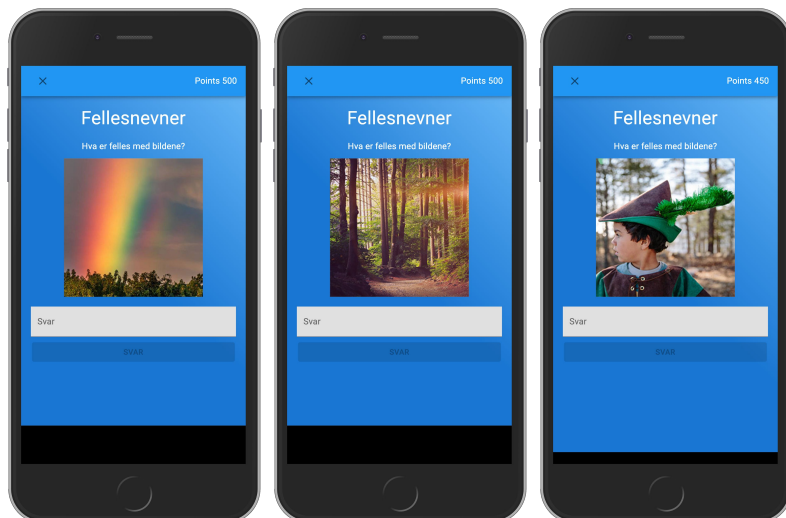 Points 500
Fellesnevner
Hva er felles med bildene?
Svar
SVAR
Points 500
Fellesnevner
Hva er felles med bildene?
Svar
SVAR
Points 450
Fellesnevner
Hva er felles med bildene?
Svar
SVAR